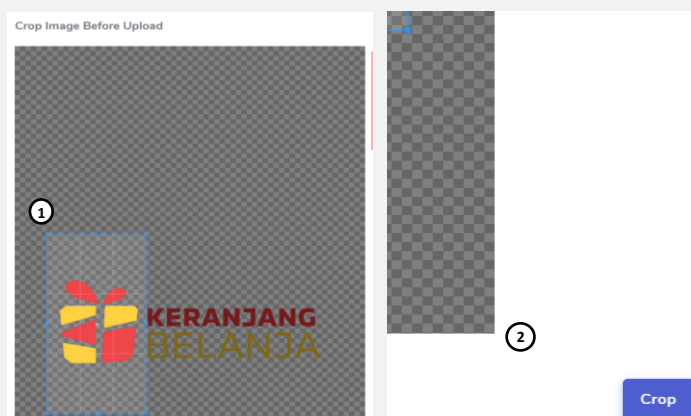 Crop Image Before Upload
1
KERANJANG
BELANJA
2
Crop